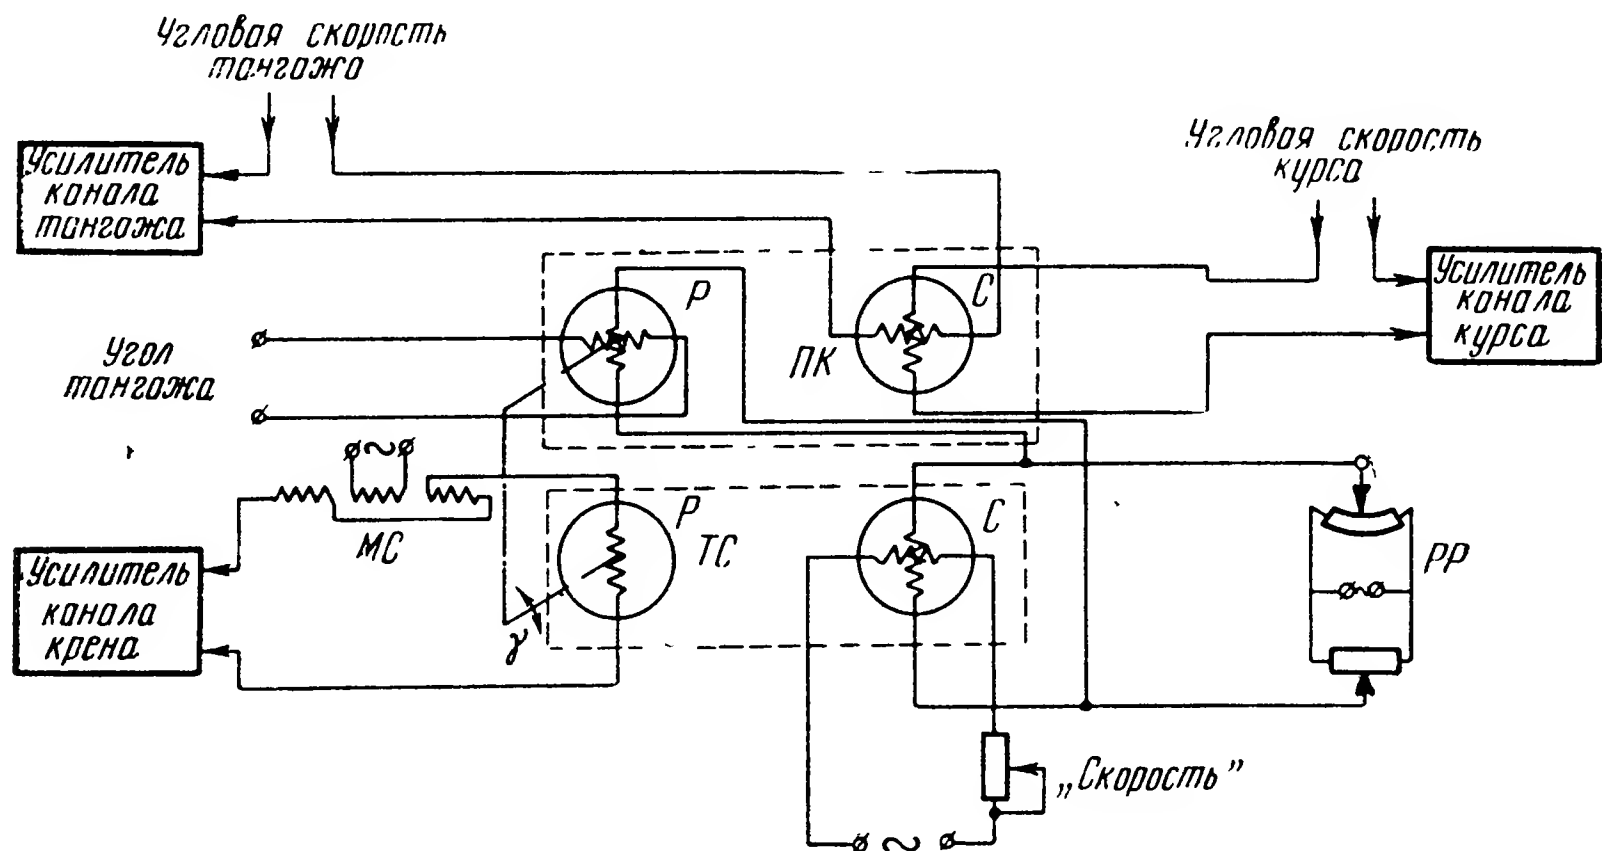 Угловая скорость
тангажа
Усилитель
канала
тангажа
Угловая скорость
курса
Усилитель
канала
курса
Р
С
ПК
Угол
тангажа
МС
Р
ТС
С
РР
Усилитель
канала
крена
γ
„Скорость”